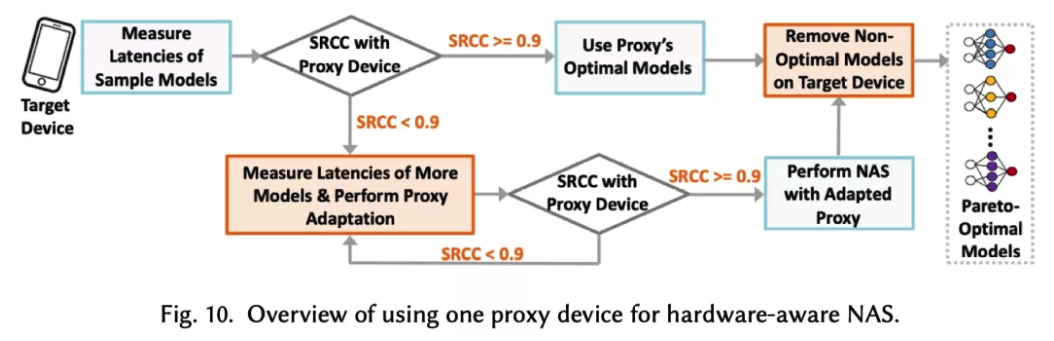 Target
Device
Measure
Latencies of
Sample Models
SRCC with
Proxy Device
SRCC >= 0.9
Use Proxy's
Optimal Models
Remove Non-
Optimal Models
on Target Device
SRCC < 0.9
Measure Latencies of More
Models & Perform Proxy
Adaptation
SRCC with
Proxy Device
SRCC >= 0.9
Perform NAS
with Adapted
Proxy
SRCC < 0.9
Pareto-
Optimal
Models
Fig. 10. Overview of using one proxy device for hardware-aware NAS.